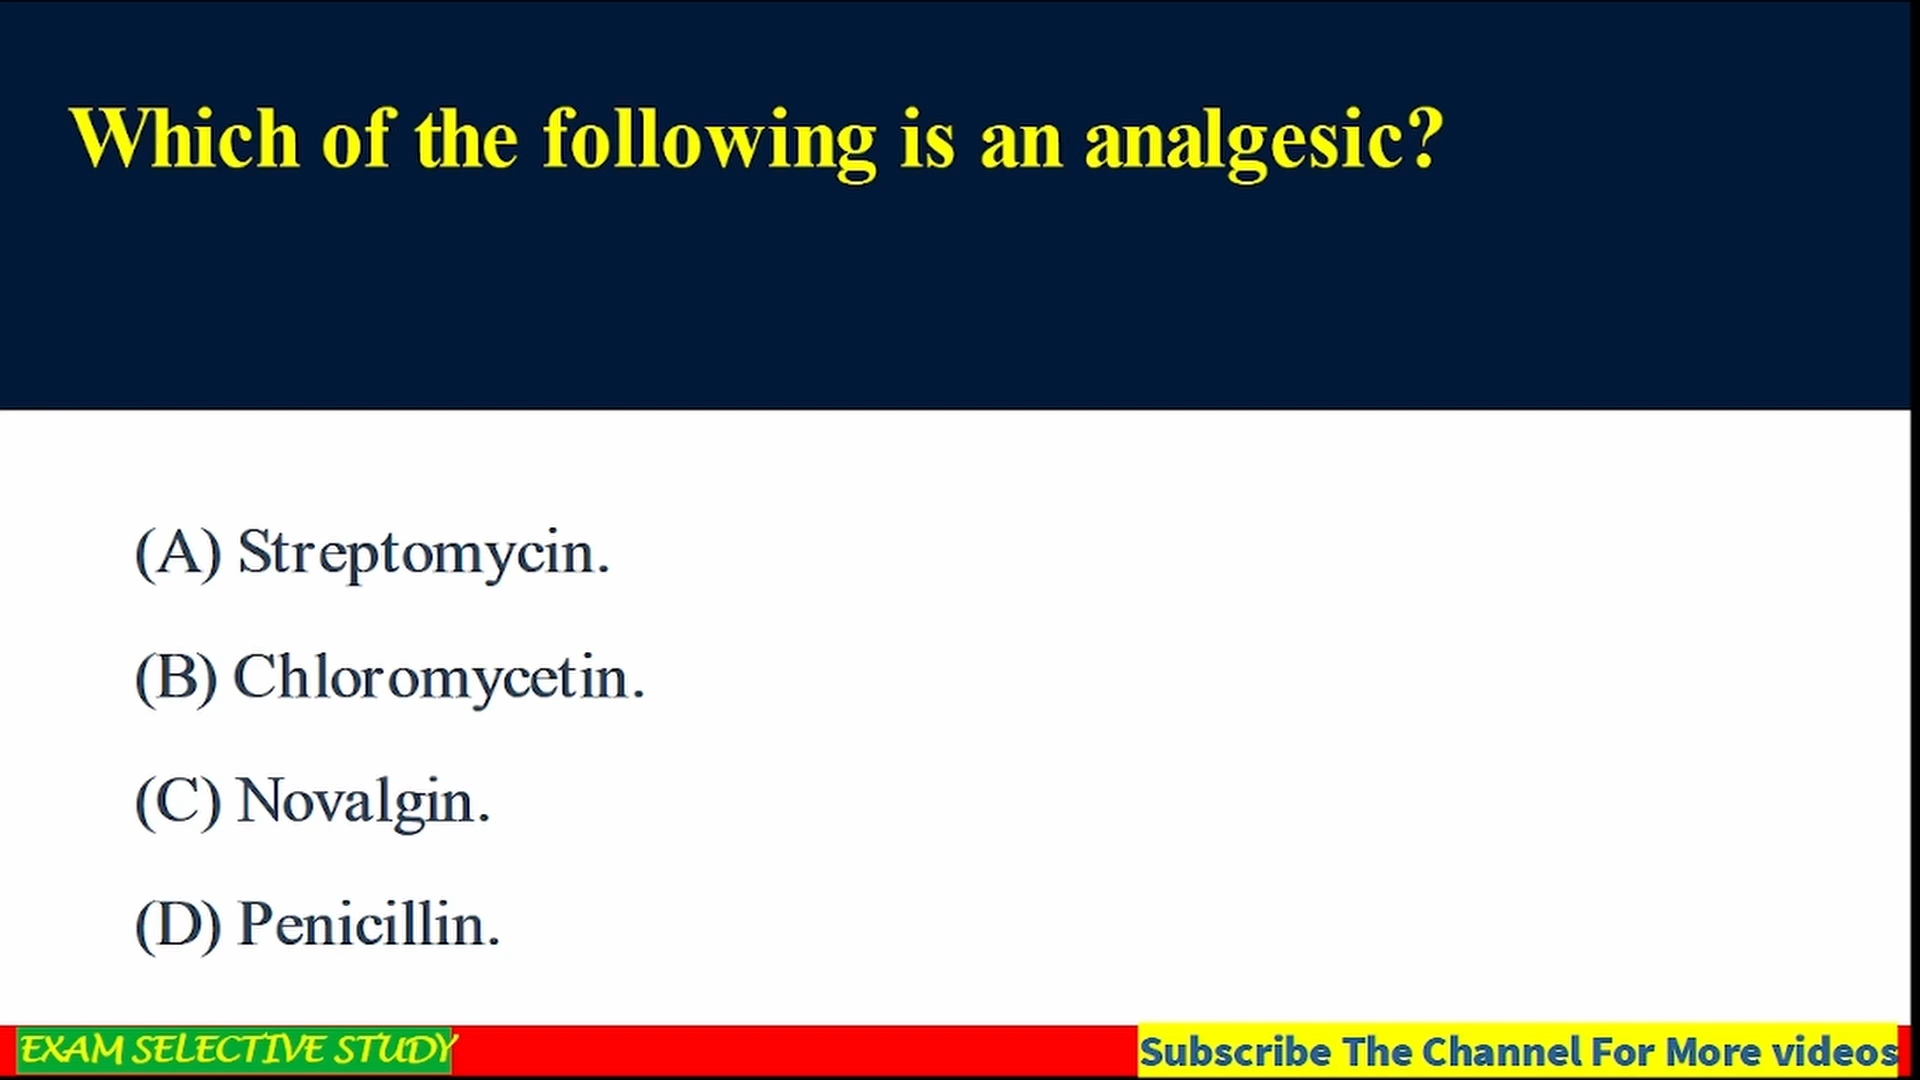 Which of the following is an analgesic?
(A) Streptomycin.
(B) Chloromycetin.
(C) Novalgin.
(D) Penicillin.
EXAM SELECTIVE STUDY
Subscribe The Channel For More videos